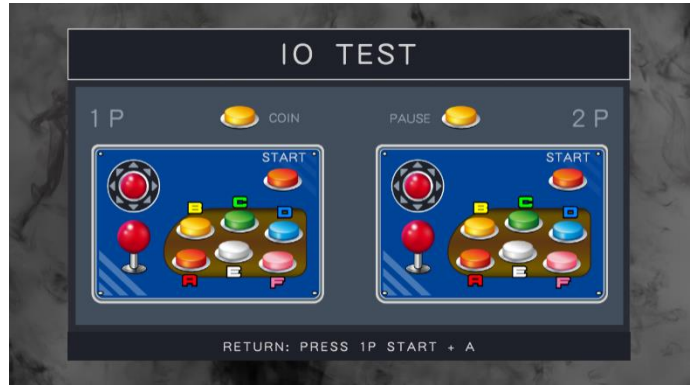 IO TEST
1P COIN PAUSE 2P
START START
B C D B C D
A E F A E F
RETURN: PRESS 1P START + A